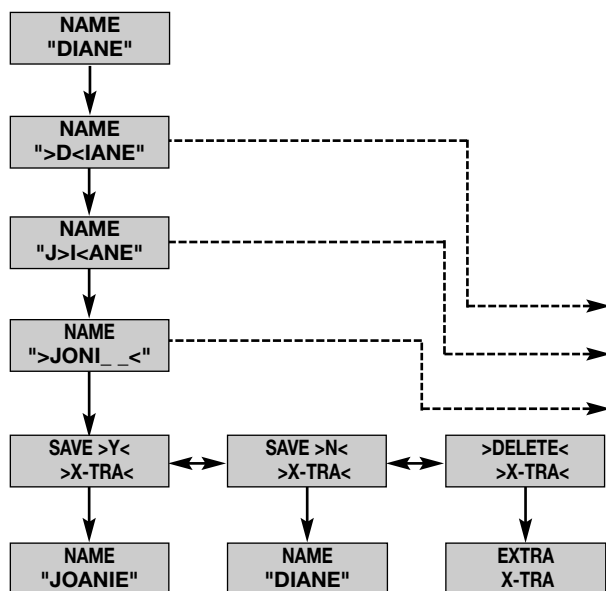 NAME
"DIANE"
NAME
">D<IANE"
NAME
"J>I<ANE"
NAME
">JONI_ _<"
SAVE >Y<
>X-TRA<
SAVE >N<
>X-TRA<
>DELETE<
>X-TRA<
NAME
"JOANIE"
NAME
"DIANE"
EXTRA
X-TRA